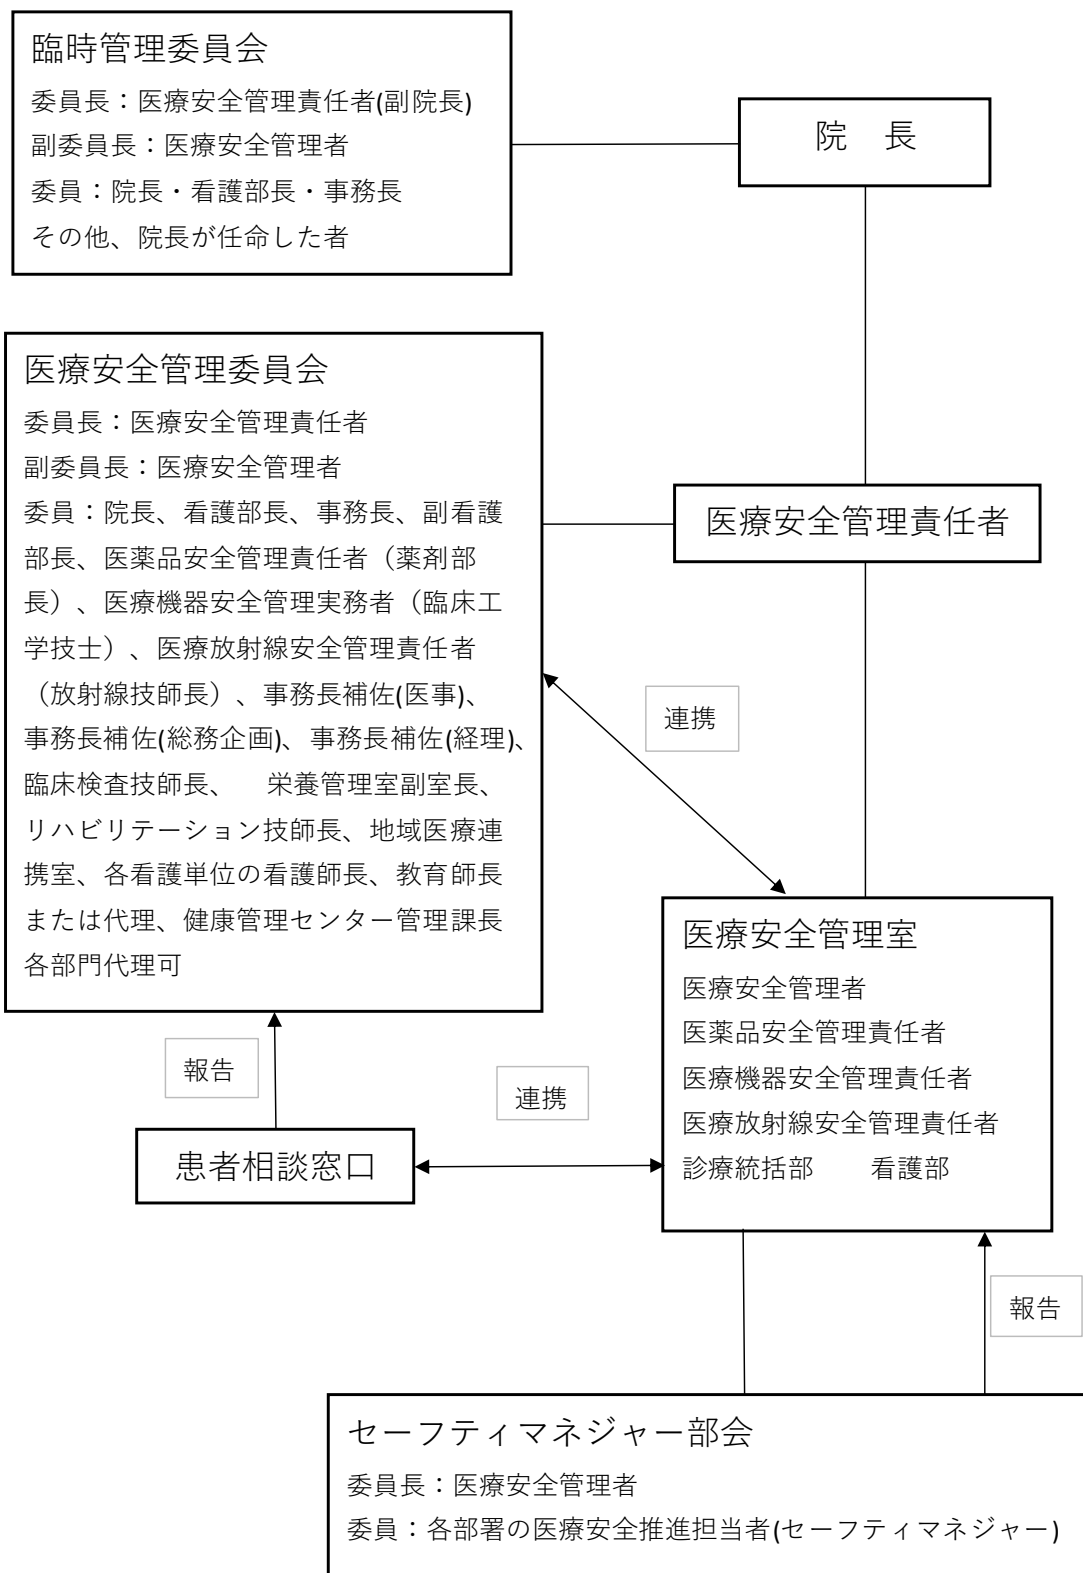 臨時管理委員会
委員長：医療安全管理責任者(副院長)
副委員長：医療安全管理者
委員：院長・看護部長・事務長
その他、院長が任命した者
院　長
医療安全管理委員会
委員長：医療安全管理責任者
副委員長：医療安全管理者
委員：院長、看護部長、事務長、副看護
部長、医薬品安全管理責任者（薬剤部
長）、医療機器安全管理実務者（臨床工
学技士）、医療放射線安全管理責任者
（放射線技師長）、事務長補佐(医事)、
事務長補佐(総務企画)、事務長補佐(経理)、
臨床検査技師長、　栄養管理室副室長、
リハビリテーション技師長、地域医療連
携室、各看護単位の看護師長、教育師長
または代理、健康管理センター管理課長
各部門代理可
医療安全管理責任者
連携
医療安全管理室
医療安全管理者
医薬品安全管理責任者
医療機器安全管理責任者
医療放射線安全管理責任者
診療統括部　　看護部
報告
連携
患者相談窓口
報告
セーフティマネジャー部会
委員長：医療安全管理者
委員：各部署の医療安全推進担当者(セーフティマネジャー)